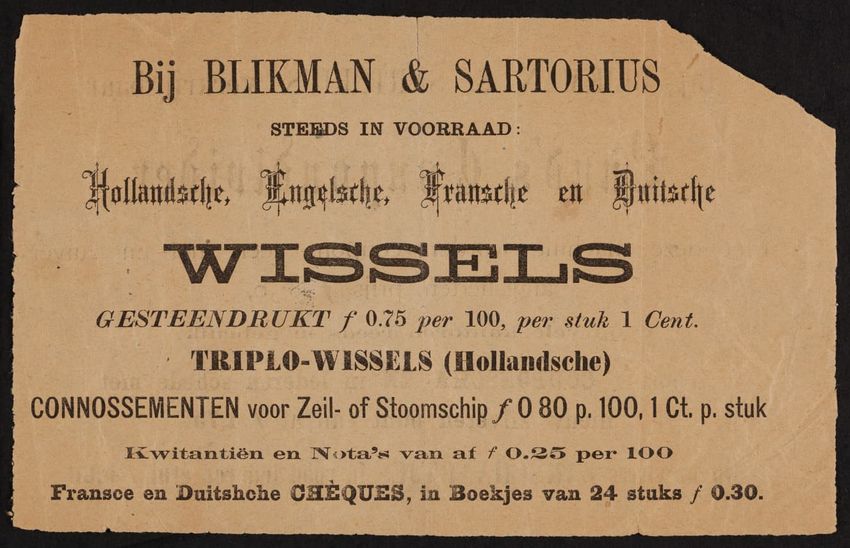 Bij BLIKMAN & SARTORIUS
STEEDS IN VOORRAAD:
Hollandsche, Engelsche, Fransche en Duitsche
WISSELS
GESTEENDRUKT f 0.75 per 100, per stuk 1 Cent.
TRIPLO-WISSELS (Hollandsche)
CONNOSSEMENTEN voor Zeil- of Stoomschip f 0 80 p. 100, 1 Ct. p. stuk
Kwitantiën en Nota's van af f 0.25 per 100
Fransce en Duitshche CHÈQUES, in Boekjes van 24 stuks f 0.30.